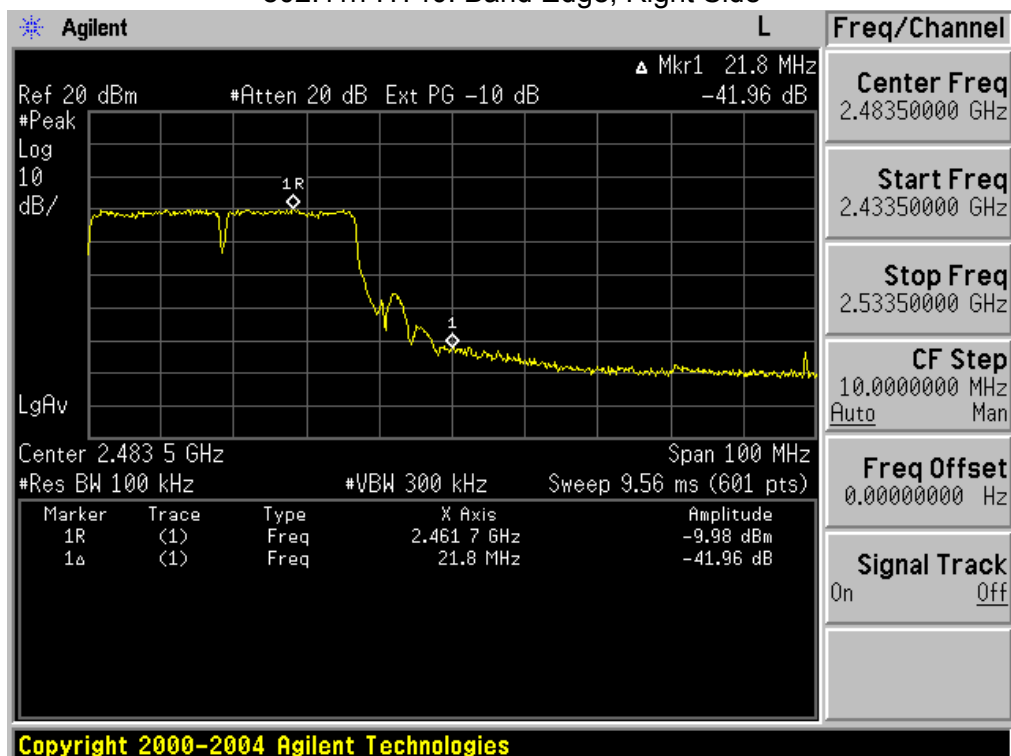 Agilent L Freq/Channel
Mkr1 21.8 MHz
Ref 20 dBm #Atten 20 dB Ext PG –10 dB –41.96 dB
#Peak
Log
10
dB/
1R
1
LgAv
Center 2.483 5 GHz Span 100 MHz
#Res BW 100 kHz #VBW 300 kHz Sweep 9.56 ms (601 pts)
Marker Trace Type X Axis Amplitude
1R (1) Freq 2.461 7 GHz –9.98 dBm
1Δ (1) Freq 21.8 MHz –41.96 dB
Center Freq
2.48350000 GHz
Start Freq
2.43350000 GHz
Stop Freq
2.53350000 GHz
CF Step
10.0000000 MHz
Auto Man
Freq Offset
0.00000000 Hz
Signal Track
On Off
Copyright 2000–2004 Agilent Technologies